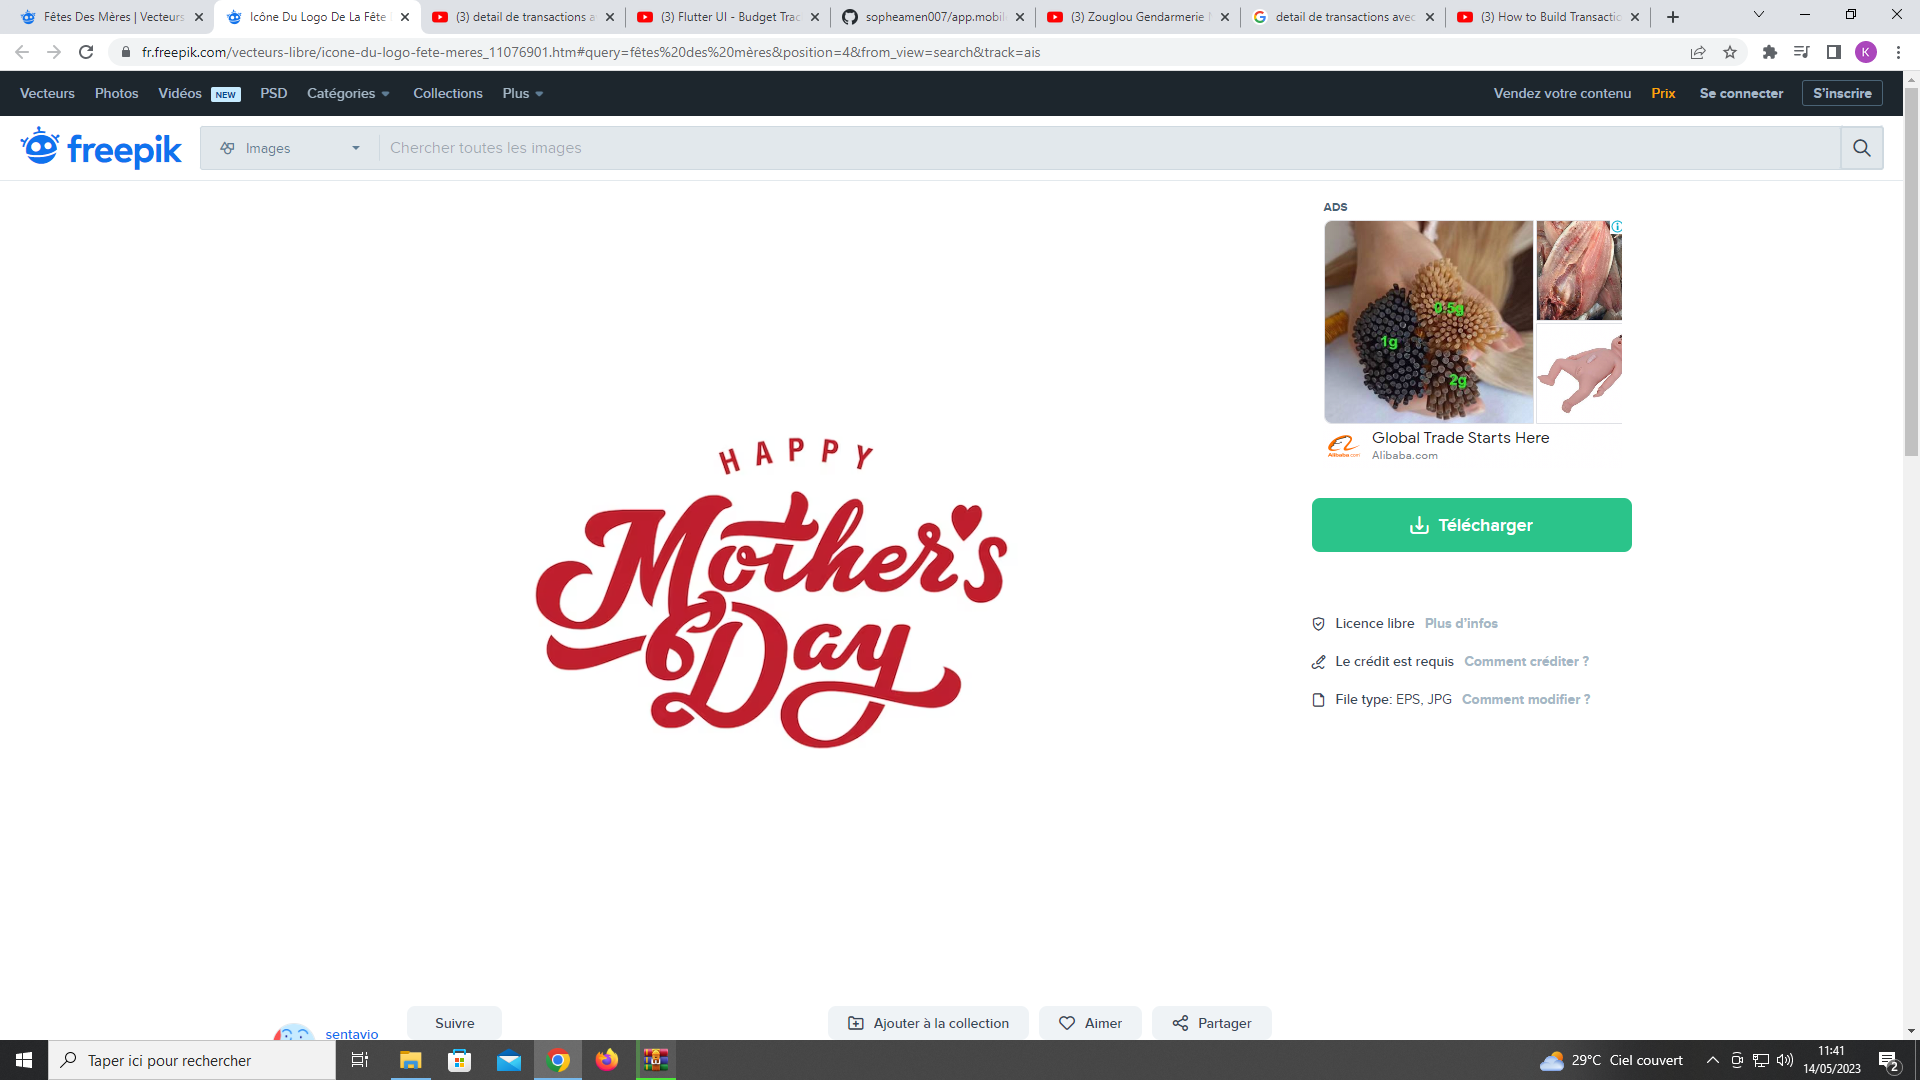 Fêtes Des Mères | Vecteurs
Icône Du Logo De La Fête
(3) detail de transactions a
(3) Flutter UI - Budget Trac
sopheamen007/app.mobil
(3) Zouglou Gendarmerie
detail de transactions avec
(3) How to Build Transactio
fr.freepik.com/vecteurs-libre/icone-du-logo-fete-meres_11076901.htm#query=fêtes%20des%20mères&position=4&from_view=search&track=ais
K
Vecteurs
Photos
Vidéos NEW
PSD
Catégories
Collections
Plus
Vendez votre contenu
Prix
Se connecter
S'inscrire
freepik
Images
Chercher toutes les images
ADS
0.5g
1g
2g
Global Trade Starts Here
Alibaba.com
Alibaba.com
HAPPY
Mother's
Day
Télécharger
Licence libre Plus d'infos
Le crédit est requis Comment créditer ?
File type: EPS, JPG Comment modifier ?
sentavio
Suivre
Ajouter à la collection
Aimer
Partager
Taper ici pour rechercher
29°C Ciel couvert
11:41
14/05/2023
2